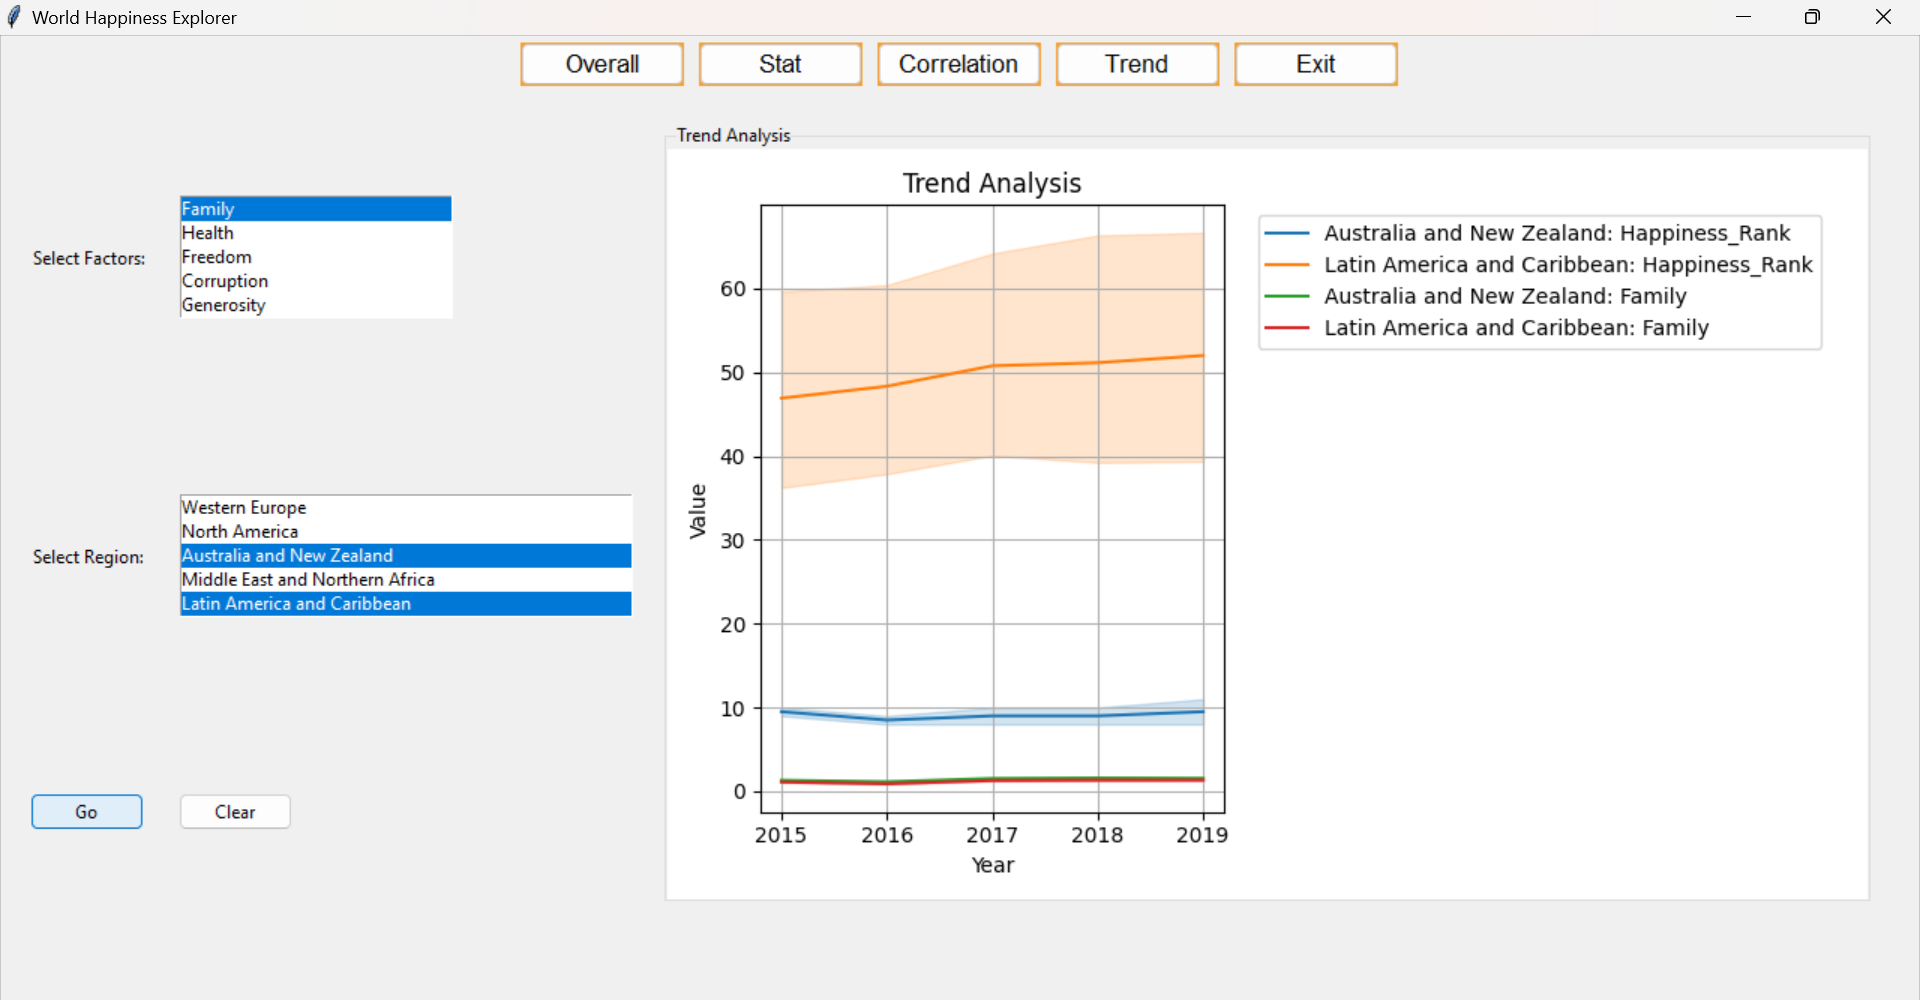 World Happiness Explorer
Overall
Stat
Correlation
Trend
Exit
Select Factors:
Family
Health
Freedom
Corruption
Generosity
Select Region:
Western Europe
North America
Australia and New Zealand
Middle East and Northern Africa
Latin America and Caribbean
Go
Clear
Trend Analysis
Trend Analysis
Value
60
50
40
30
20
10
0
2015 2016 2017 2018 2019
Year
Australia and New Zealand: Happiness_Rank
Latin America and Caribbean: Happiness_Rank
Australia and New Zealand: Family
Latin America and Caribbean: Family